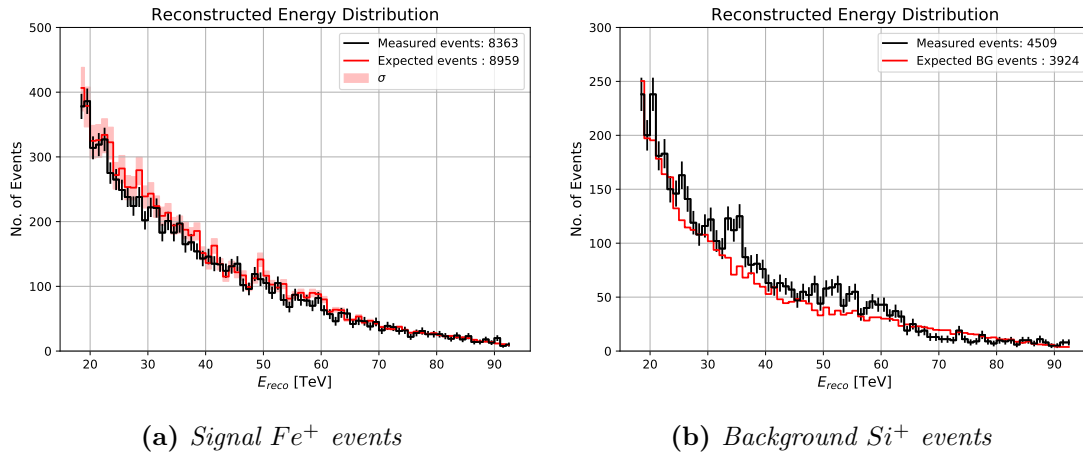 Reconstructed Energy Distribution
500
400
300
200
100
0
No. of Events
Measured events: 8363
Expected events : 8959
σ
20 30 40 50 60 70 80 90
E_reco [TeV]
(a) Signal Fe⁺ events
Reconstructed Energy Distribution
300
250
200
150
100
50
0
No. of Events
Measured events: 4509
Expected BG events : 3924
20 30 40 50 60 70 80 90
E_reco [TeV]
(b) Background Si⁺ events